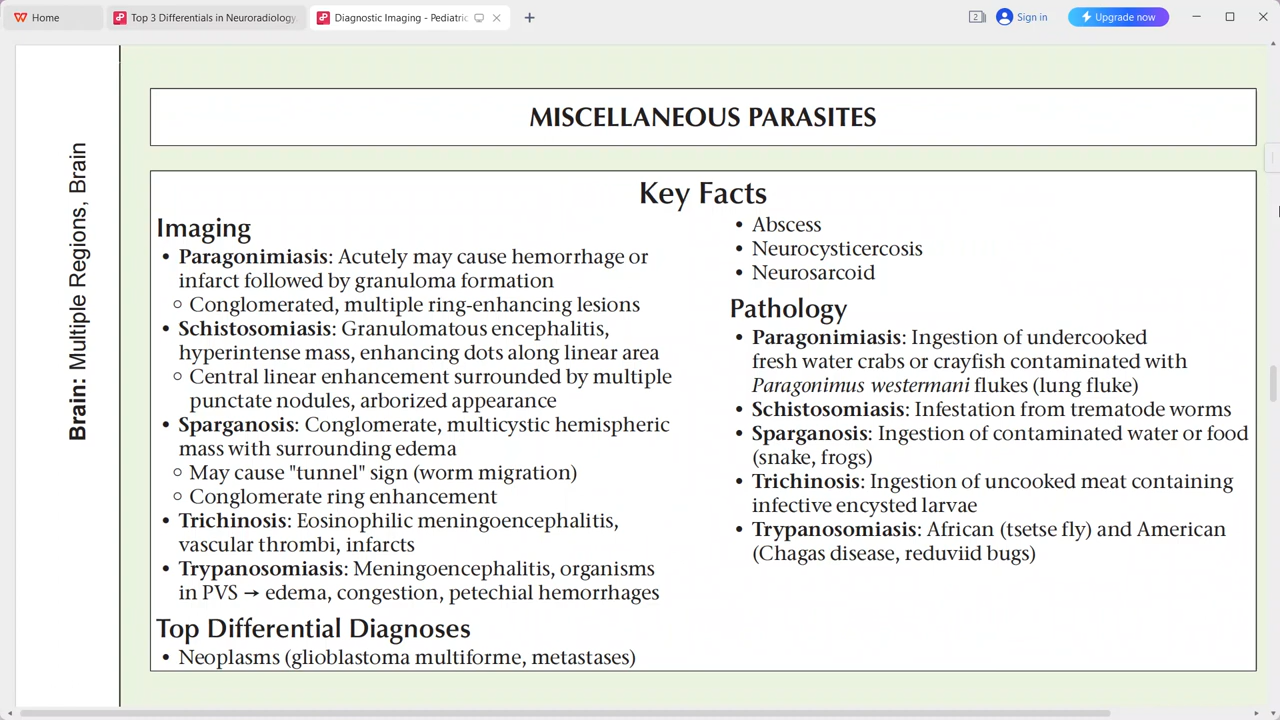 Home
Top 3 Differentials in Neuroradiology.
Diagnostic Imaging - Pediatric
2
Sign in
Upgrade now
Brain: Multiple Regions, Brain
MISCELLANEOUS PARASITES
Key Facts
Imaging
• Paragonimiasis: Acutely may cause hemorrhage or
infarct followed by granuloma formation
○ Conglomerated, multiple ring-enhancing lesions
• Schistosomiasis: Granulomatous encephalitis,
hyperintense mass, enhancing dots along linear area
○ Central linear enhancement surrounded by multiple
punctate nodules, arborized appearance
• Sparganosis: Conglomerate, multicystic hemispheric
mass with surrounding edema
○ May cause "tunnel" sign (worm migration)
○ Conglomerate ring enhancement
• Trichinosis: Eosinophilic meningoencephalitis,
vascular thrombi, infarcts
• Trypanosomiasis: Meningoencephalitis, organisms
in PVS → edema, congestion, petechial hemorrhages
Top Differential Diagnoses
• Neoplasms (glioblastoma multiforme, metastases)
• Abscess
• Neurocysticercosis
• Neurosarcoid
Pathology
• Paragonimiasis: Ingestion of undercooked
fresh water crabs or crayfish contaminated with
Paragonimus westermani flukes (lung fluke)
• Schistosomiasis: Infestation from trematode worms
• Sparganosis: Ingestion of contaminated water or food
(snake, frogs)
• Trichinosis: Ingestion of uncooked meat containing
infective encysted larvae
• Trypanosomiasis: African (tsetse fly) and American
(Chagas disease, reduviid bugs)